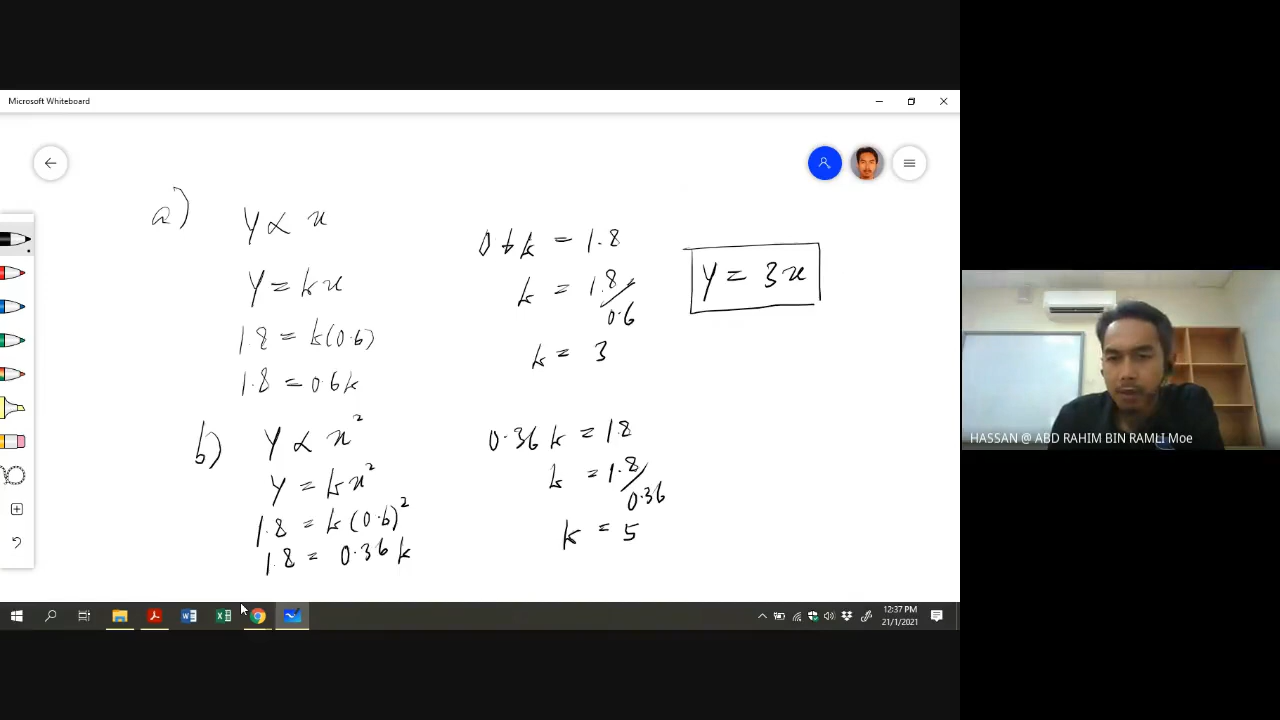 Microsoft Whiteboard
a)
y ∝ x
y = kx
1.8 = k(0.6)
1.8 = 0.6k
0.6k = 1.8
k = 1.8/0.6
k = 3
y = 3x
b)
y ∝ x²
y = kx²
1.8 = k(0.6)²
1.8 = 0.36k
0.36k = 1.8
k = 1.8/0.36
k = 5
HASSAN @ ABD RAHIM BIN RAMLI Moe
12:37 PM
21/1/2021